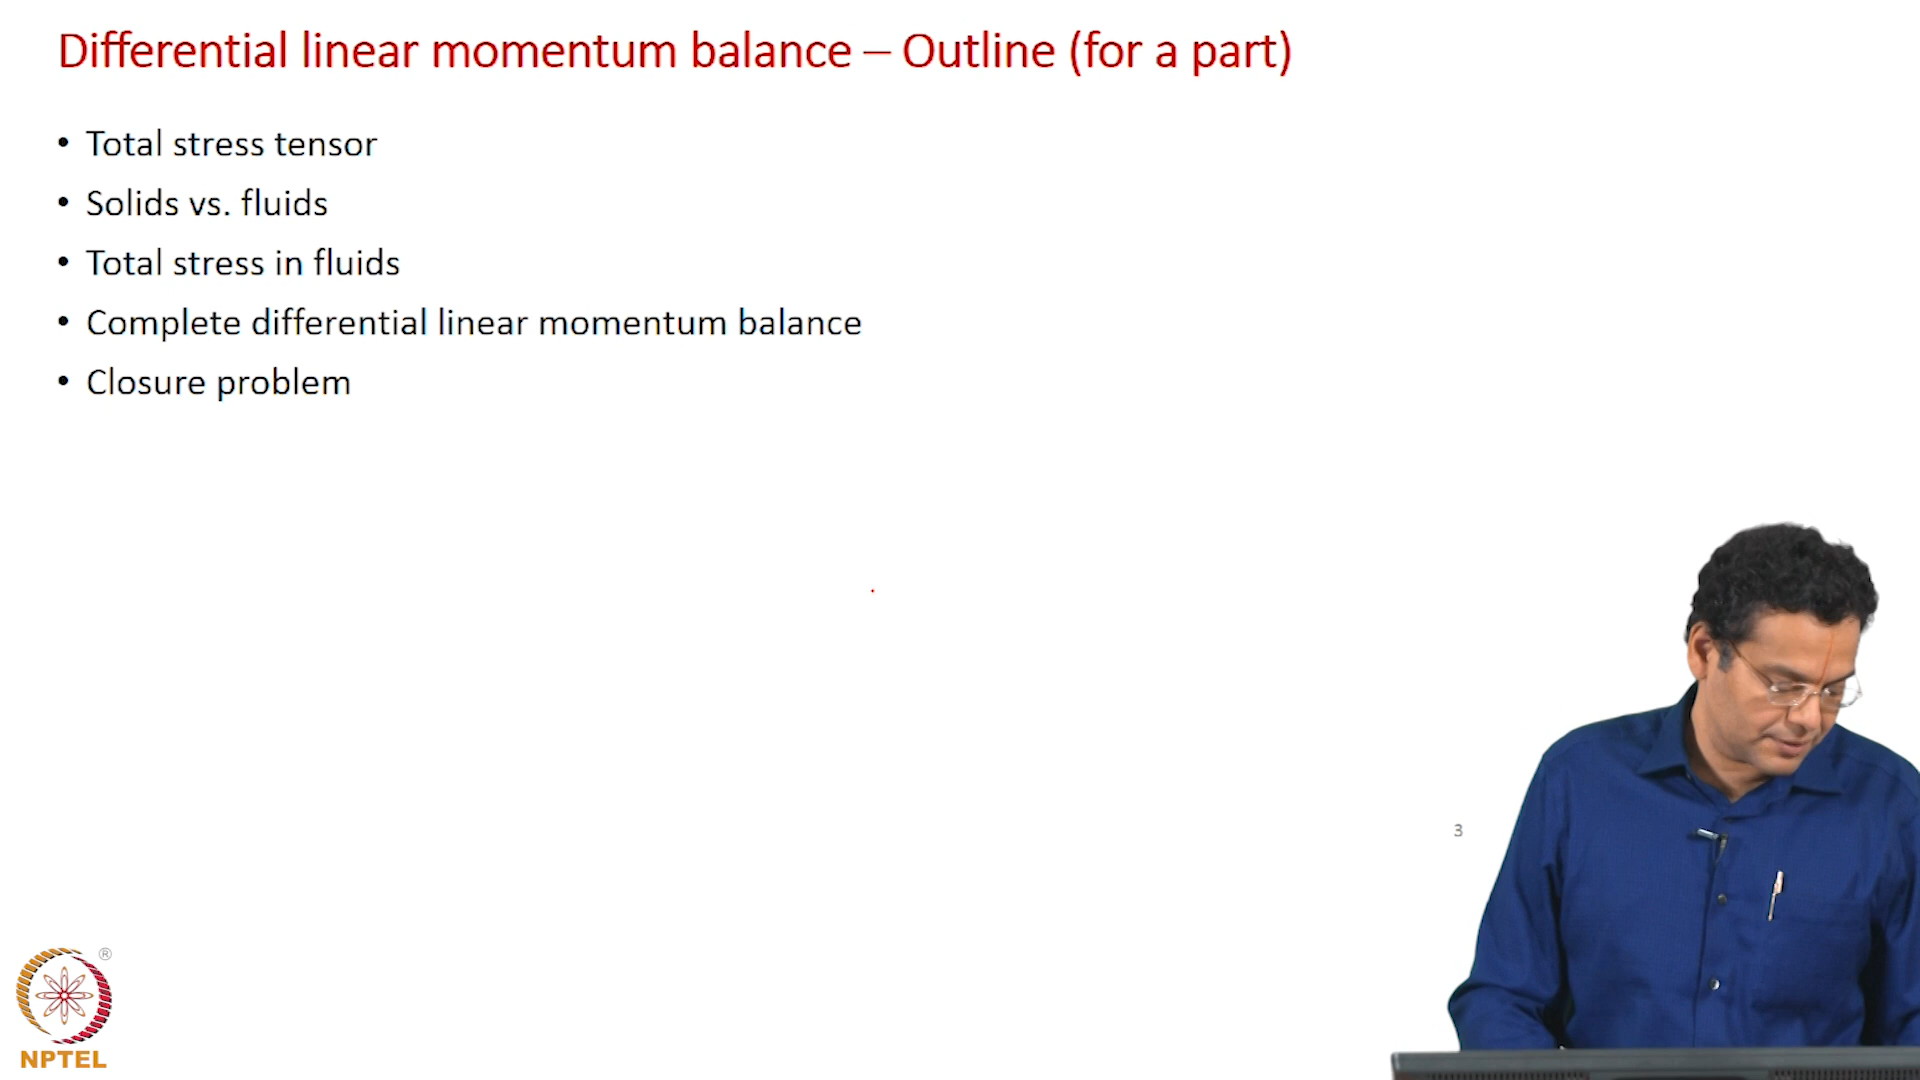 Differential linear momentum balance – Outline (for a part)
• Total stress tensor
• Solids vs. fluids
• Total stress in fluids
• Complete differential linear momentum balance
• Closure problem
3
®
NPTEL